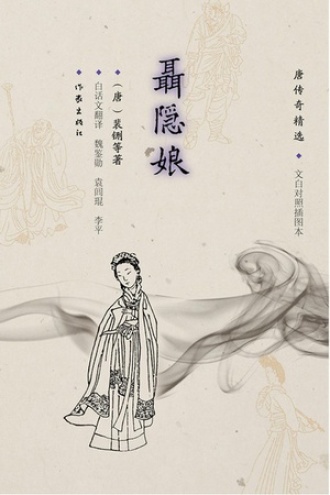 唐传奇精选◆文白对照插图本
聶隐娘
◆(唐)裴铏等著
◆白话文翻译 魏鉴勋 袁闾琨 李平
◆作家出版社